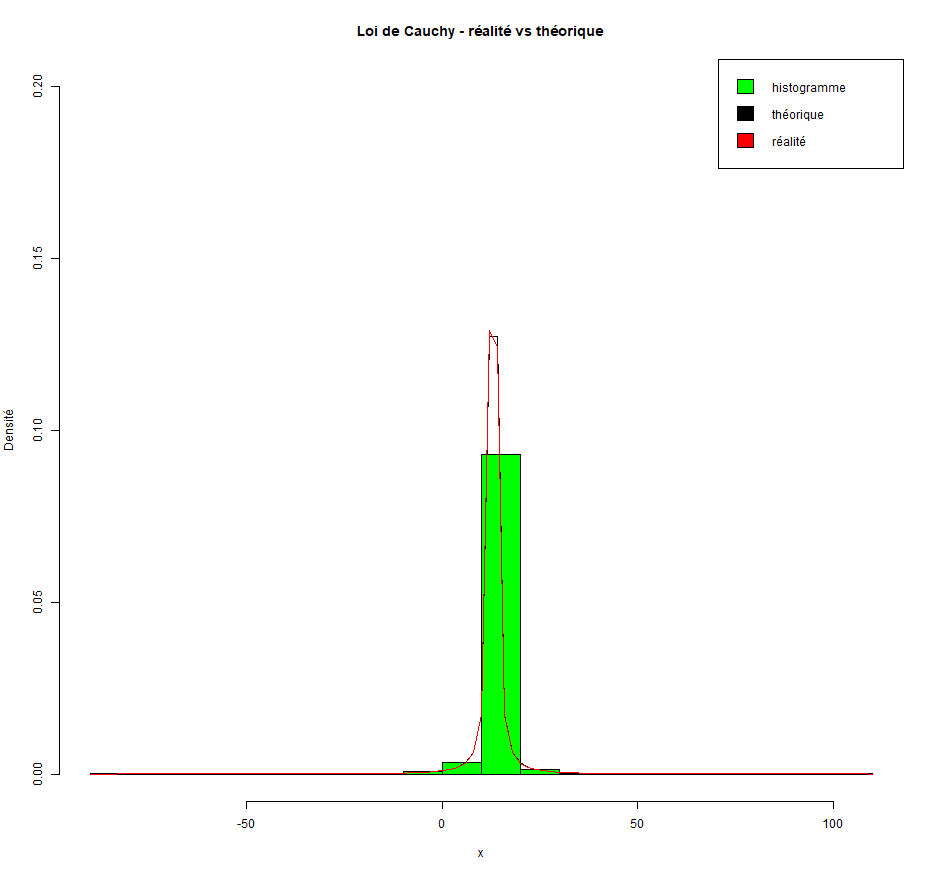 Loi de Cauchy - réalité vs théorique
histogramme
théorique
réalité
Densité
0.20
0.15
0.10
0.05
0.00
-50
0
50
100
x